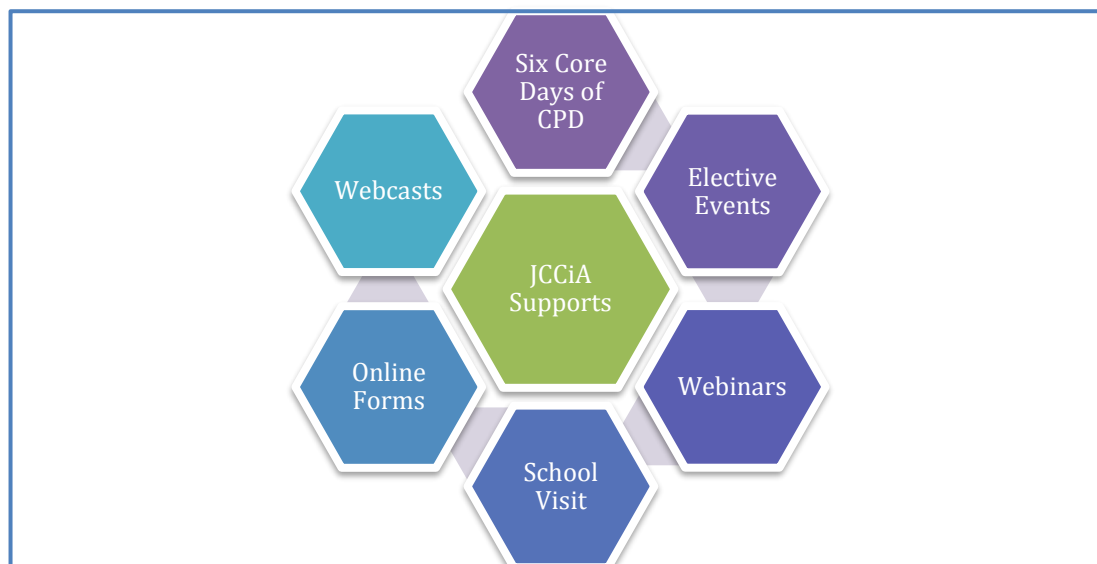 Six Core
Days of
CPD
Elective
Events
Webinars
School
Visit
Online
Forms
Webcasts
JCCiA
Supports